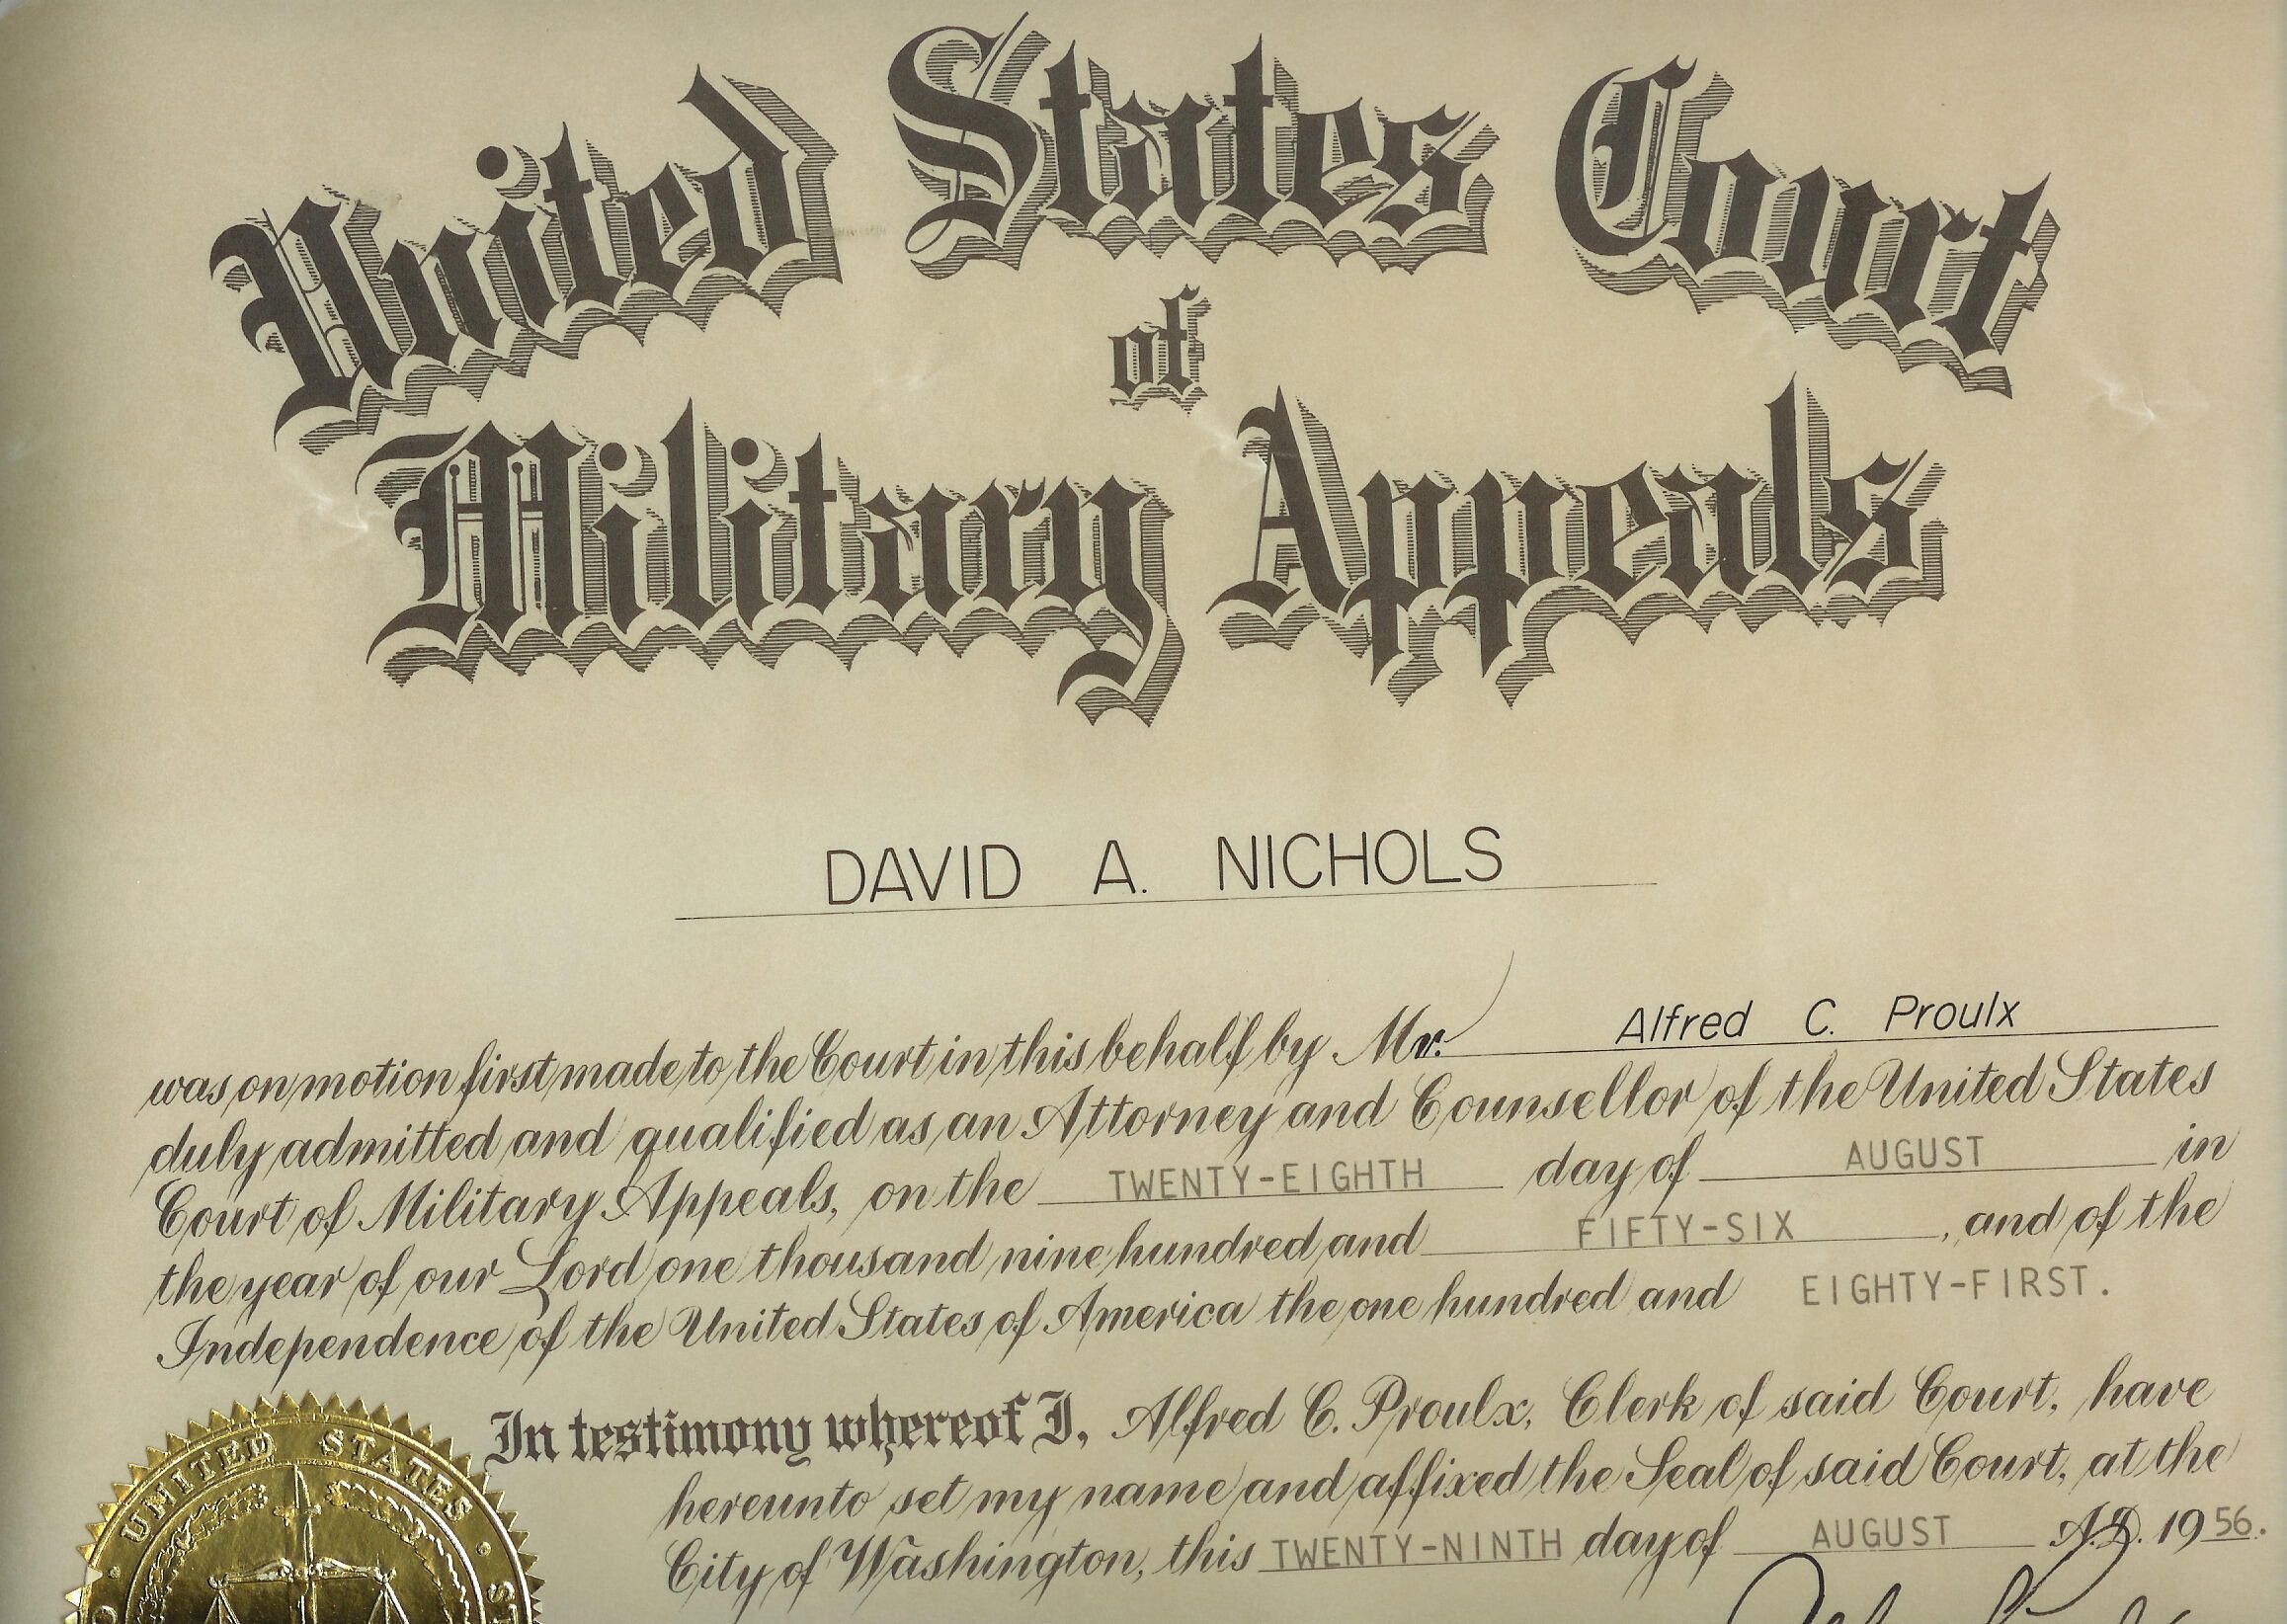 United States Court
of
Military Appeals
DAVID A. NICHOLS
was on motion first made to the Court in this behalf by Mr. Alfred C. Proulx
duly admitted and qualified as an Attorney and Counsellor of the United States
Court of Military Appeals, on the TWENTY-EIGHTH day of AUGUST in
the year of our Lord one thousand nine hundred and FIFTY-SIX, and of the
Independence of the United States of America the one hundred and EIGHTY-FIRST.
In testimony whereof I, Alfred C. Proulx, Clerk of said Court, have
hereunto set my name and affixed the Seal of said Court, at the
City of Washington, this TWENTY-NINTH day of AUGUST A.D. 1956.
UNITED STATES